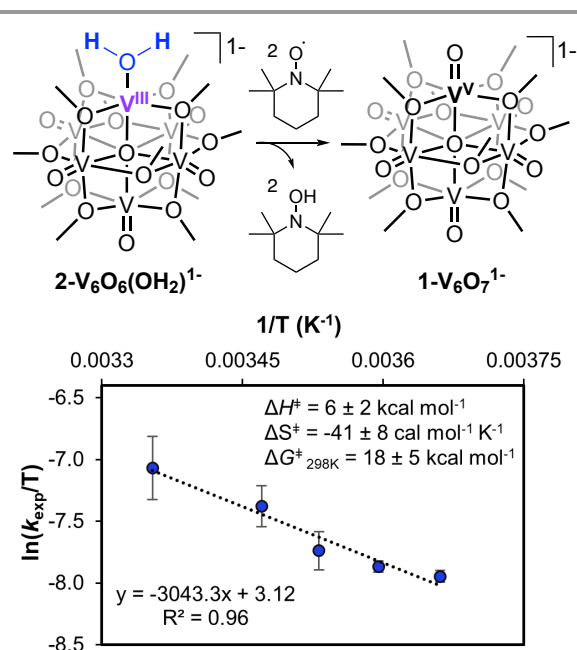 H H 1- 2 O• O 1-
O N O
V^III V^V
O O O O O O O O
O V V O O V V O
O O O O O O
V V O V V
O O O 2 OH O O O
O V O N O V O
O O
2-V₆O₆(OH₂)¹⁻ 1-V₆O₇¹⁻
1/T (K⁻¹)
0.0033 0.00345 0.0036 0.00375
-6.5
-7.0
-7.5
-8.0
-8.5
ln(k_exp/T)
ΔH‡ = 6 ± 2 kcal mol⁻¹
ΔS‡ = -41 ± 8 cal mol⁻¹ K⁻¹
ΔG‡ ₂₉₈K = 18 ± 5 kcal mol⁻¹
y = -3043.3x + 3.12
R² = 0.96